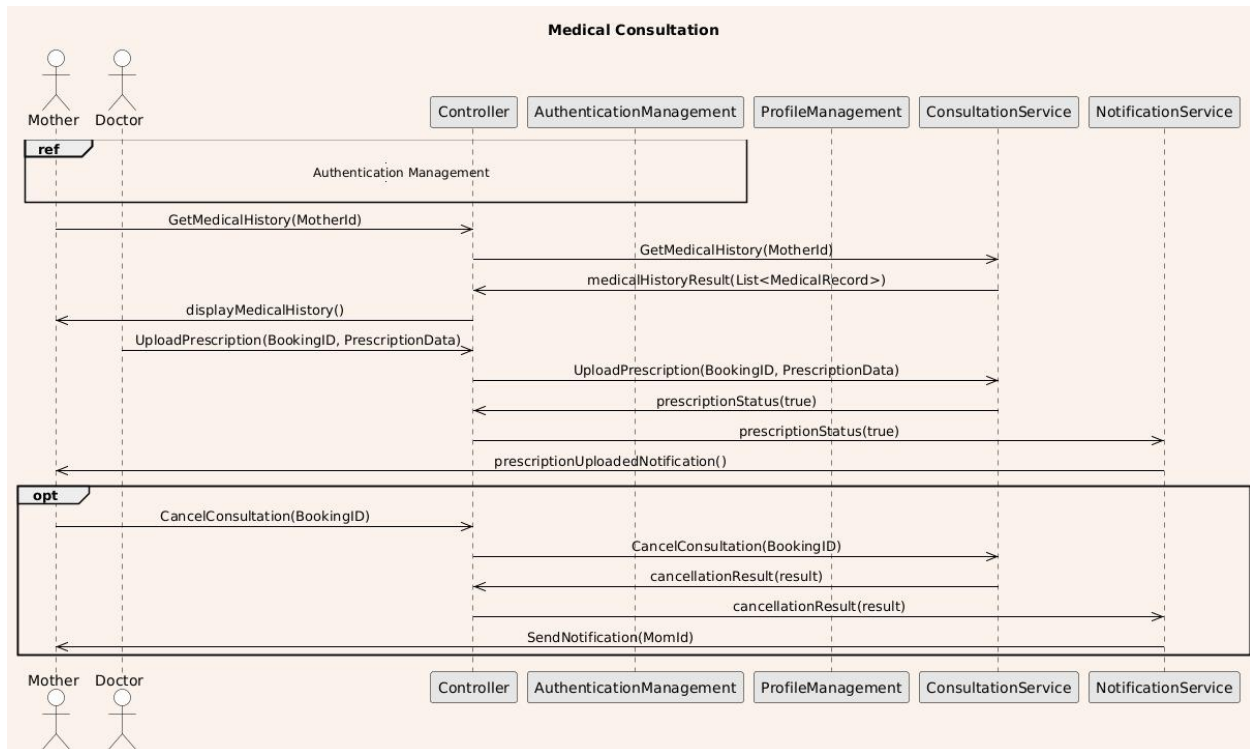 Medical Consultation
Mother Doctor Controller AuthenticationManagement ProfileManagement ConsultationService NotificationService
ref
Authentication Management
GetMedicalHistory(MotherId)
GetMedicalHistory(MotherId)
medicalHistoryResult(List<MedicalRecord>)
displayMedicalHistory()
UploadPrescription(BookingID, PrescriptionData)
UploadPrescription(BookingID, PrescriptionData)
prescriptionStatus(true)
prescriptionStatus(true)
prescriptionUploadedNotification()
opt
CancelConsultation(BookingID)
CancelConsultation(BookingID)
cancellationResult(result)
cancellationResult(result)
SendNotification(MomId)
Mother Doctor Controller AuthenticationManagement ProfileManagement ConsultationService NotificationService